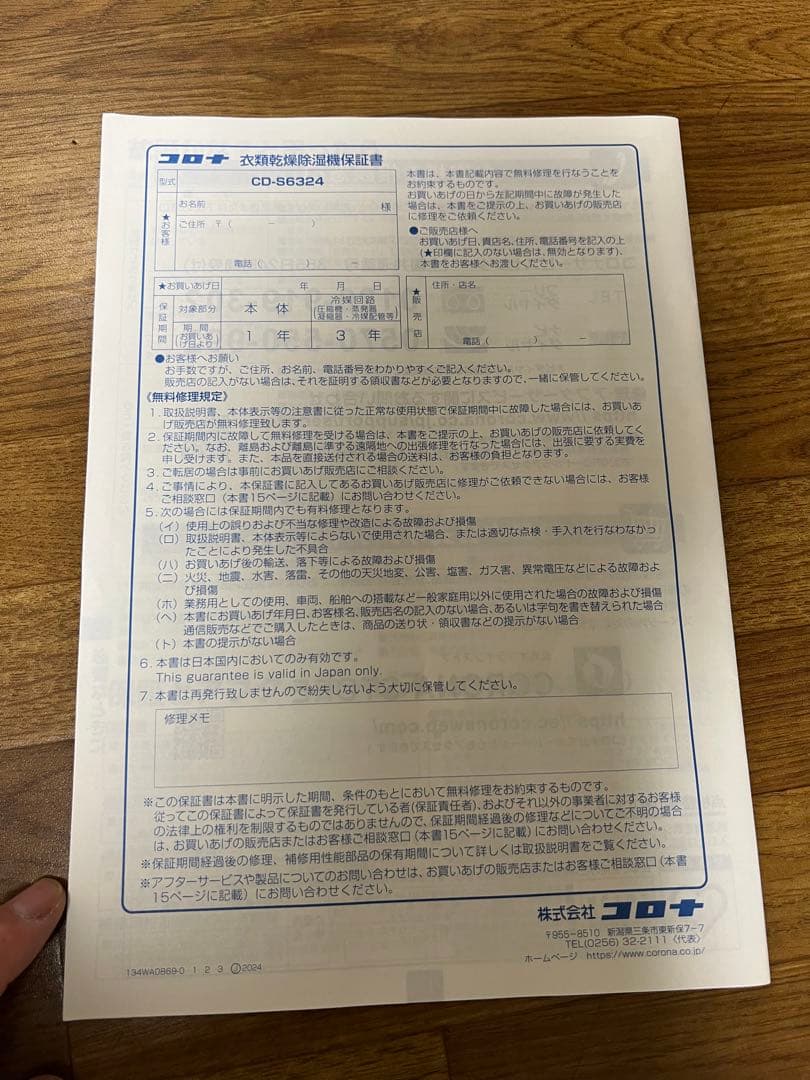 コロナ 衣類乾燥除湿機保証書
型式 CD-S6324
★お客様
お名前 様
ご住所 〒( - )
電話( ) -
本書は、本書記載内容で無料修理を行なうことを
お約束するものです。
お買いあげの日から左記期間中に故障が発生した
場合は、本書をご提示の上、お買いあげの販売店
に修理をご依頼ください。
●ご販売店様へ
お買いあげ日、貴店名、住所、電話番号を記入の上
(★印欄に記入のない場合は、無効となります)、
本書をお客様へお渡しください。
★お買いあげ日 年 月 日
保証期間
対象部分 本体 冷媒回路
(圧縮機・蒸発器
凝縮器・冷媒配管等)
期間
(お買いあげ日より) 1年 3年
★販売店
住所・店名
電話( ) -
●お客様へお願い
お手数ですが、ご住所、お名前、電話番号をわかりやすくご記入ください。
販売店の記入がない場合は、それを証明する領収書などが必要となりますので、一緒に保管してください。
《無料修理規定》
1.取扱説明書、本体表示等の注意書に従った正常な使用状態で保証期間中に故障した場合には、お買いあ
げ販売店が無料修理致します。
2.保証期間内に故障して無料修理を受ける場合は、本書をご提示の上、お買いあげの販売店に依頼してく
ださい。なお、離島および離島に準ずる遠隔地への出張修理を行なった場合には、出張に要する実費を
申し受けます。また、本品を直接送付される場合の送料は、お客様の負担となります。
3.ご転居の場合は事前にお買いあげ販売店にご相談ください。
4.ご事情により、本保証書に記入してあるお買いあげ販売店に修理がご依頼できない場合には、お客様
ご相談窓口(本書15ページに記載)にお問い合わせください。
5.次の場合には保証期間内でも有料修理となります。
(イ)使用上の誤りおよび不当な修理や改造による故障および損傷
(ロ)取扱説明書、本体表示等によらないで使用された場合、または適切な点検・手入れを行なわなかっ
たことにより発生した不具合
(ハ)お買いあげ後の輸送、落下等による故障および損傷
(ニ)火災、地震、水害、落雷、その他の天災地変、公害、塩害、ガス害、異常電圧などによる故障およ
び損傷
(ホ)業務用としての使用、車両、船舶への搭載など一般家庭用以外に使用された場合の故障および損傷
(ヘ)本書にお買いあげ年月日、お客様名、販売店名の記入のない場合、あるいは字句を書き替えられた場合
通信販売などでご購入したときは、商品の送り状・領収書などの提示がない場合
(ト)本書の提示がない場合
6.本書は日本国内においてのみ有効です。
This guarantee is valid in Japan only.
7.本書は再発行致しませんので紛失しないよう大切に保管してください。
修理メモ
※この保証書は本書に明示した期間、条件のもとにおいて無料修理をお約束するものです。
従ってこの保証書によって保証書を発行している者(保証責任者)、およびそれ以外の事業者に対するお客様
の法律上の権利を制限するものではありませんので、保証期間経過後の修理などについてご不明の場合
は、お買いあげの販売店またはお客様ご相談窓口(本書15ページに記載)にお問い合わせください。
※保証期間経過後の修理、補修用性能部品の保有期間について詳しくは取扱説明書をご覧ください。
※アフターサービスや製品についてのお問い合わせは、お買いあげの販売店またはお客様ご相談窓口(本書
15ページに記載)にお問い合わせください。
株式会社 コロナ
〒955-8510 新潟県三条市東新保7-7
TEL(0256)32-2111〈代表〉
ホームページ https://www.corona.co.jp/
134WA0869-0 1 2 3 Ⓙ2024